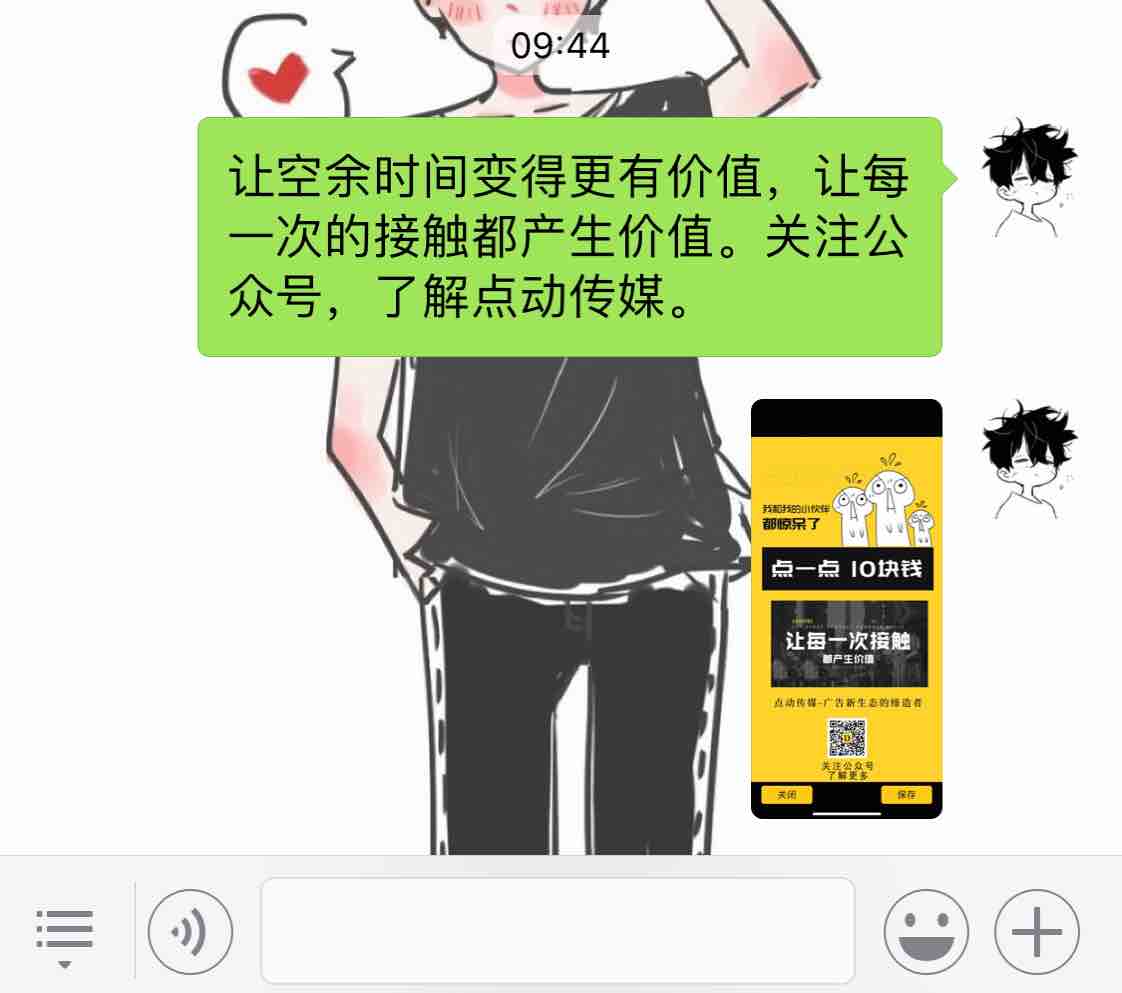 09:44
让空余时间变得更有价值，让每
一次的接触都产生价值。关注公
众号，了解点动传媒。
我和我的小伙伴
都惊呆了
点一点 10块钱
让每一次接触
都产生价值
点动传媒-广告新生态的缔造者
关注公众号
了解更多
关闭
保存